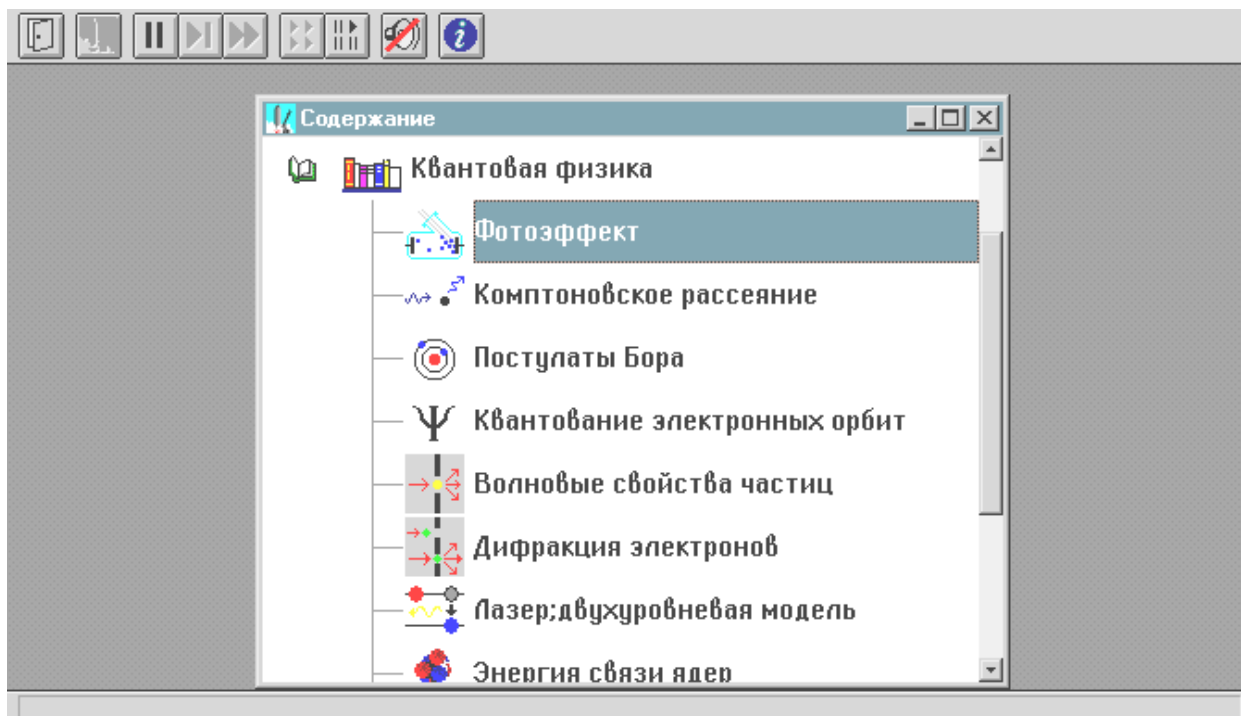 Содержание
Квантовая физика
Фотоэффект
Комптоновское рассеяние
Постулаты Бора
Квантование электронных орбит
Волновые свойства частиц
Дифракция электронов
Лазер;двухуровневая модель
Энергия связи ядер